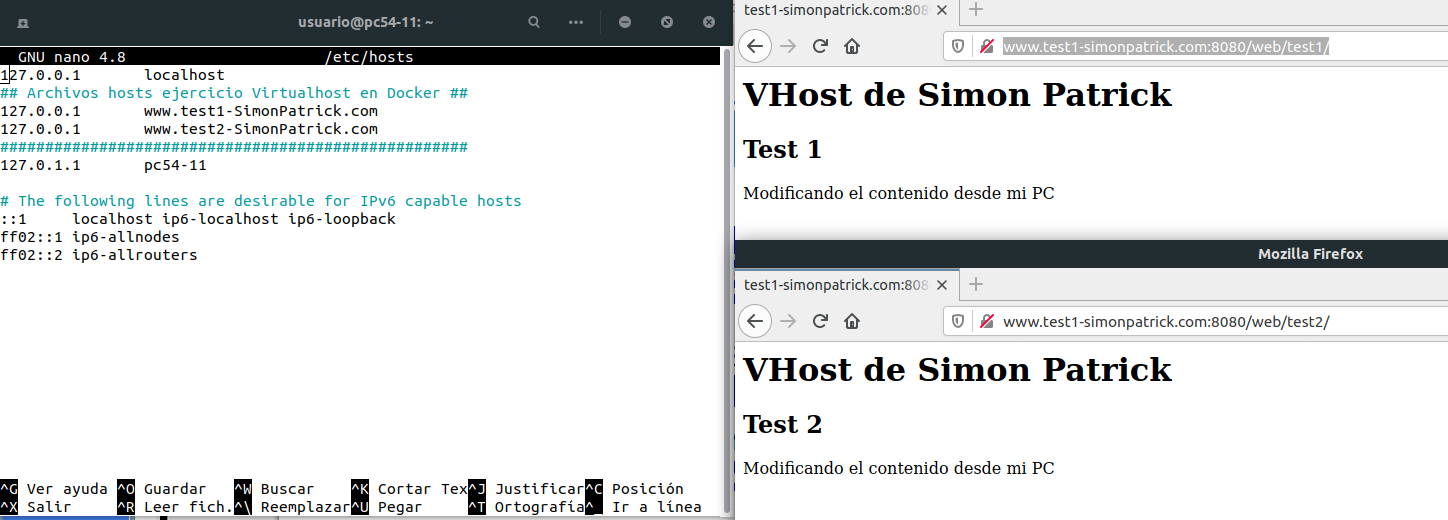 usuario@pc54-11: ~
GNU nano 4.8 /etc/hosts
127.0.0.1 localhost
## Archivos hosts ejercicio Virtualhost en Docker ##
127.0.0.1 www.test1-SimonPatrick.com
127.0.0.1 www.test2-SimonPatrick.com
####################################################
127.0.1.1 pc54-11
# The following lines are desirable for IPv6 capable hosts
::1 localhost ip6-localhost ip6-loopback
ff02::1 ip6-allnodes
ff02::2 ip6-allrouters
^G Ver ayuda ^O Guardar ^W Buscar ^K Cortar Tex ^J Justificar ^C Posición
^X Salir ^R Leer fich. ^\ Reemplazar ^U Pegar ^T Ortografía ^_ Ir a línea
test1-simonpatrick.com:808
www.test1-simonpatrick.com:8080/web/test1/
VHost de Simon Patrick
Test 1
Modificando el contenido desde mi PC
Mozilla Firefox
test1-simonpatrick.com:808
www.test1-simonpatrick.com:8080/web/test2/
VHost de Simon Patrick
Test 2
Modificando el contenido desde mi PC